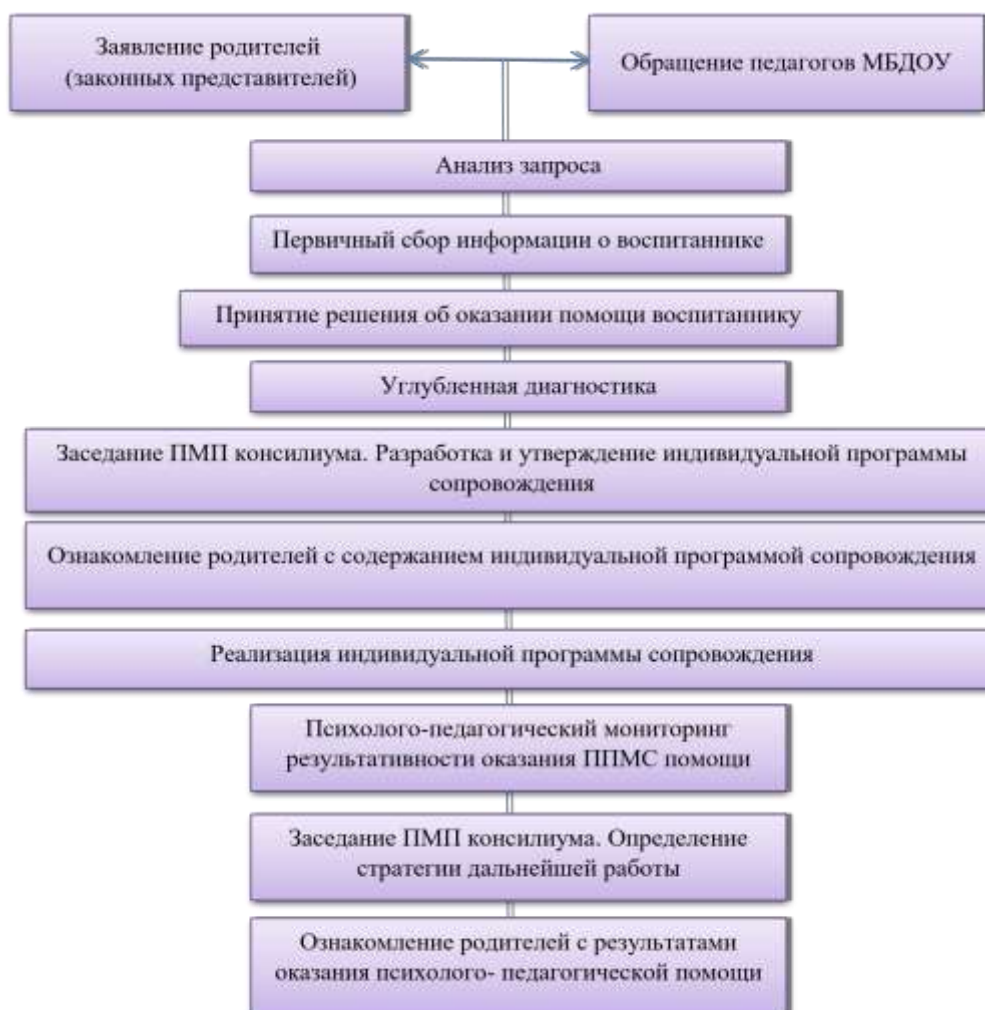 Заявление родителей
(законных представителей)
Обращение педагогов МБДОУ
Анализ запроса
Первичный сбор информации о воспитаннике
Принятие решения об оказании помощи воспитаннику
Углубленная диагностика
Заседание ПМП консилиума. Разработка и утверждение индивидуальной программы
сопровождения
Ознакомление родителей с содержанием индивидуальной программой сопровождения
Реализация индивидуальной программы сопровождения
Психолого-педагогический мониторинг
результативности оказания ППМС помощи
Заседание ПМП консилиума. Определение
стратегии дальнейшей работы
Ознакомление родителей с результатами
оказания психолого- педагогической помощи